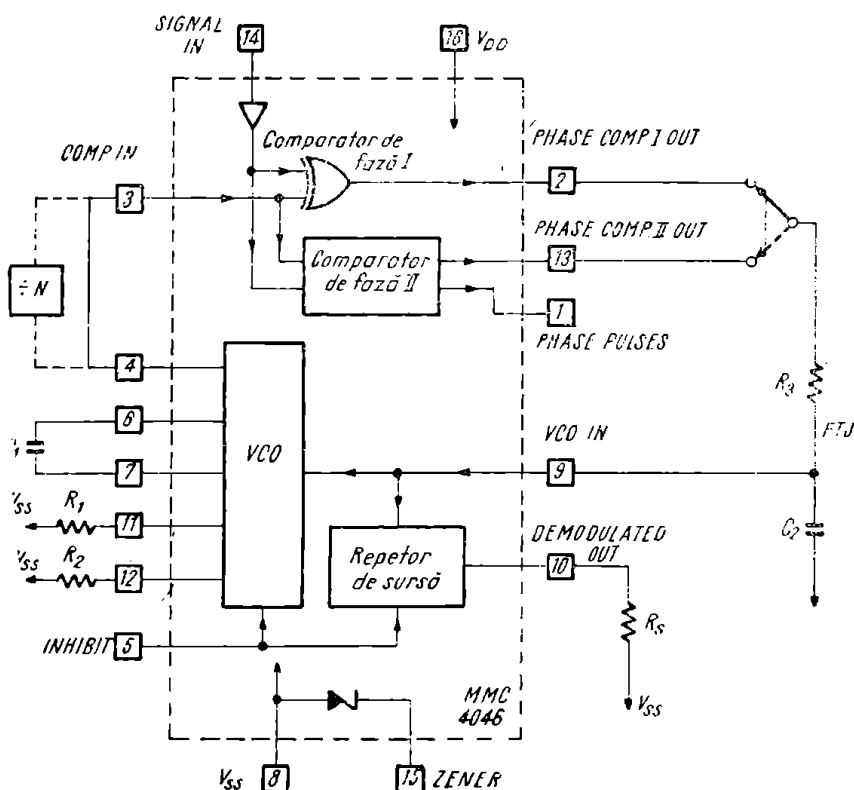 SIGNAL
IN
14
16
V_DD
Comparator de
fază I
PHASE COMP I OUT
COMP IN
3
2
PHASE COMP. II OUT
Comparator
de fază II
13
÷ N
1
PHASE PULSES
4
R3
6
VCO
VCO IN
FTJ
7
9
VSS
R1
11
C2
DEMODULATED
OUT
VSS
R2
12
Repetor
de sursă
10
RS
INHIBIT
5
MMC
4046
VSS
VSS
8
15
ZENER